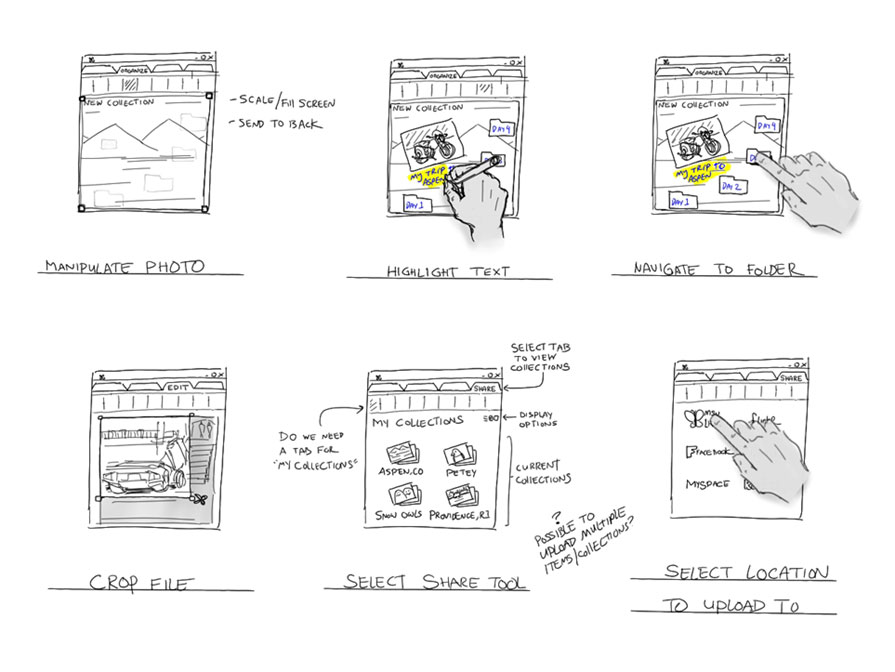 ORGANIZE
NEW COLLECTION
- SCALE/Fill SCREEN
- SEND TO BACK
MANIPULATE PHOTO
ORGANIZE
NEW COLLECTION
DAY 4
MY TRIP TO
ASPEN
DAY 1
HIGHLIGHT TEXT
ORGANIZE
NEW COLLECTION
DAY 4
MY TRIP TO
ASPEN
DAY 2
DAY 1
NAVIGATE TO FOLDER
EDIT
CROP FILE
SELECT TAB
TO VIEW
COLLECTIONS
SHARE
MY COLLECTIONS
DISPLAY
OPTIONS
DO WE NEED
A TAB FOR
"MY COLLECTIONS"
ASPEN, CO
PETEY
CURRENT
COLLECTIONS
SNOW OWLS
PROVIDENCE, RI
?
POSSIBLE TO
UPLOAD MULTIPLE
ITEMS/COLLECTIONS?
SELECT SHARE TOOL
SHARE
FACEBOOK
MYSPACE
SELECT LOCATION
TO UPLOAD TO